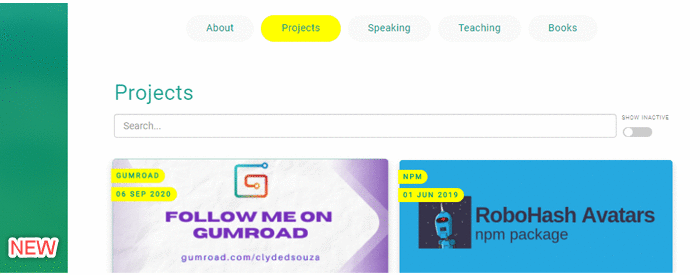 About
Projects
Speaking
Teaching
Books
Projects
Search...
SHOW INACTIVE
GUMROAD
06 SEP 2020
FOLLOW ME ON
GUMROAD
gumroad.com/clydedsouza
NPM
01 JUN 2019
RoboHash Avatars
npm package
NEW